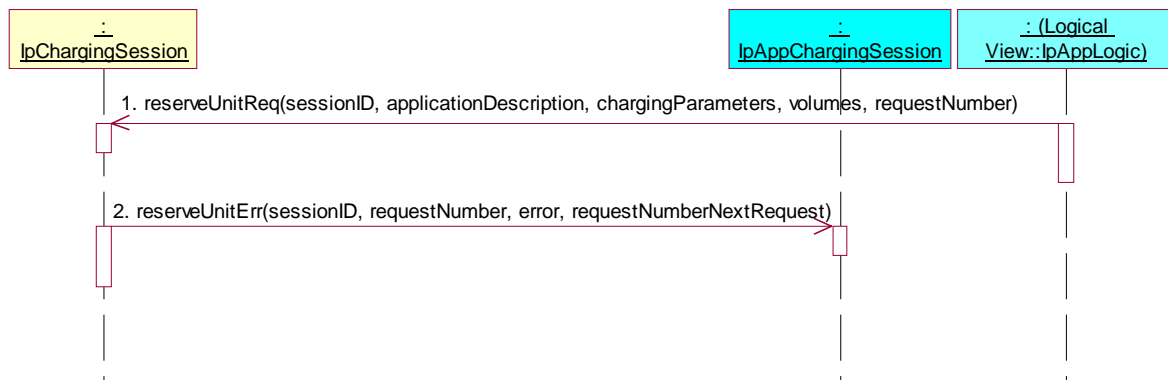 :
IpChargingSession
:
IpAppChargingSession
: (Logical
View::IpAppLogic)
1. reserveUnitReq(sessionID, applicationDescription, chargingParameters, volumes, requestNumber)
2. reserveUnitErr(sessionID, requestNumber, error, requestNumberNextRequest)